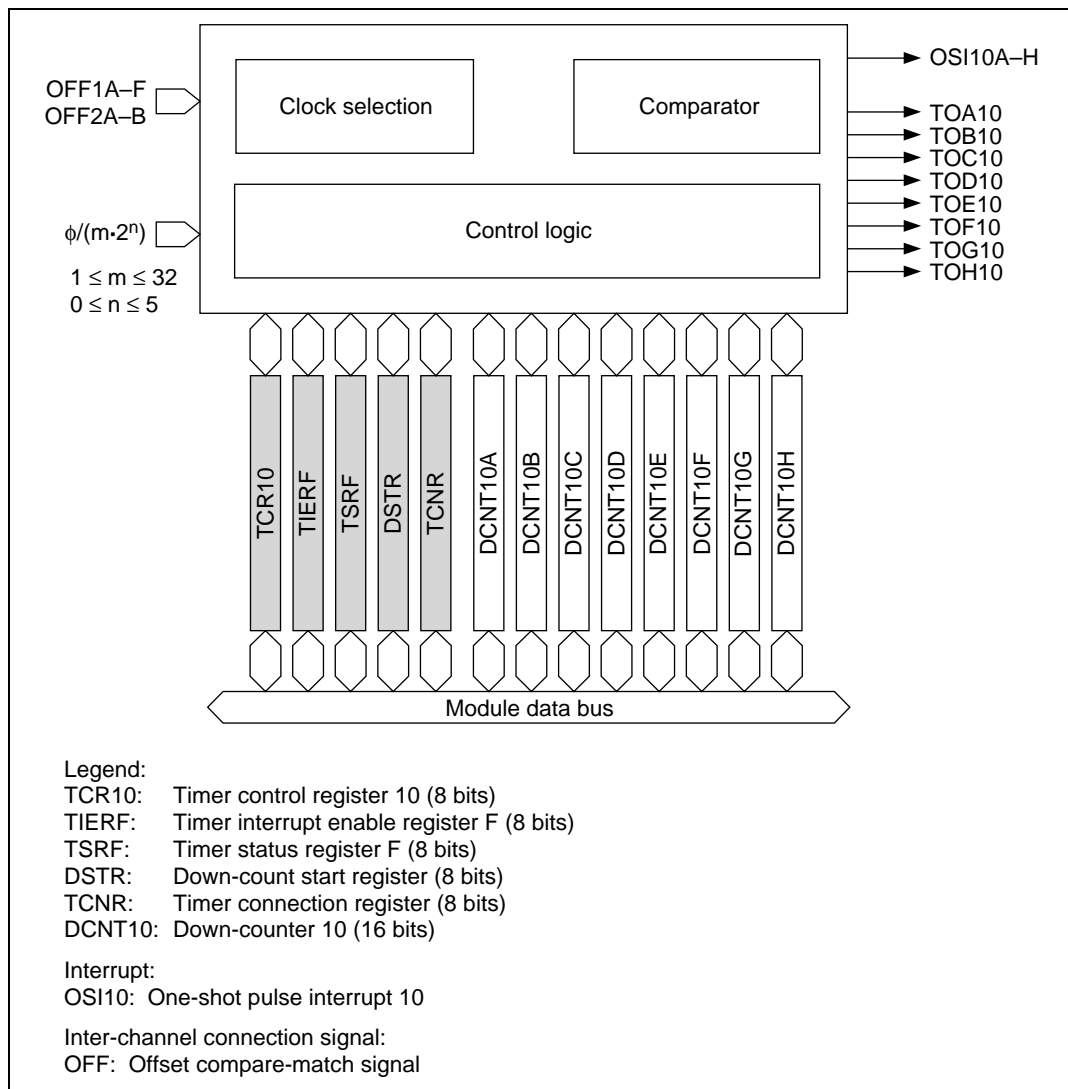 OFF1A–F
OFF2A–B
Clock selection
Comparator
OSI10A–H
TOA10
TOB10
TOC10
TOD10
TOE10
TOF10
TOG10
TOH10
ϕ/(m·2ⁿ)
1 ≤ m ≤ 32
0 ≤ n ≤ 5
Control logic
TCR10
TIERF
TSRF
DSTR
TCNR
DCNT10A
DCNT10B
DCNT10C
DCNT10D
DCNT10E
DCNT10F
DCNT10G
DCNT10H
Module data bus
Legend:
TCR10: Timer control register 10 (8 bits)
TIERF: Timer interrupt enable register F (8 bits)
TSRF: Timer status register F (8 bits)
DSTR: Down-count start register (8 bits)
TCNR: Timer connection register (8 bits)
DCNT10: Down-counter 10 (16 bits)
Interrupt:
OSI10: One-shot pulse interrupt 10
Inter-channel connection signal:
OFF: Offset compare-match signal